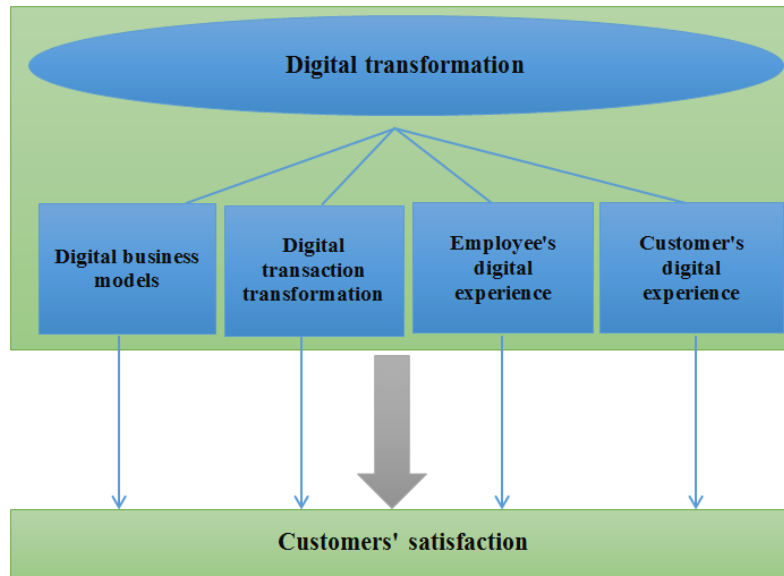 Digital transformation
Digital business
models
Digital
transaction
transformation
Employee's
digital
experience
Customer's
digital
experience
Customers' satisfaction